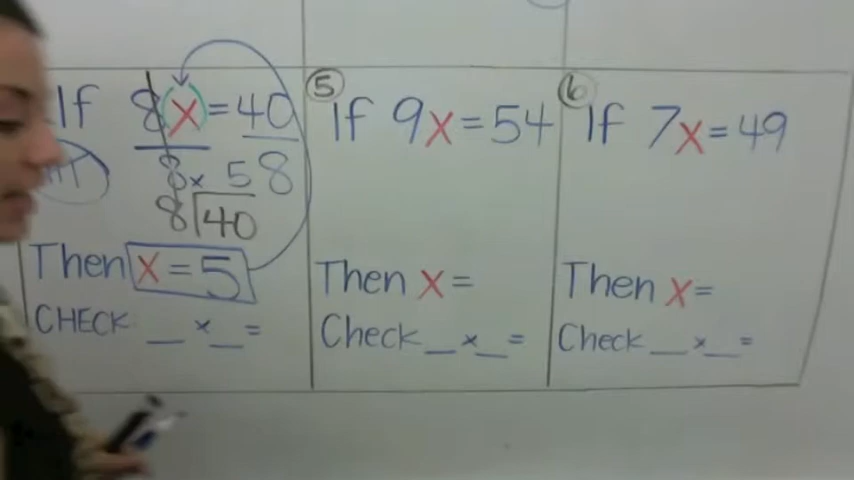 If 8(x) = 40
8x 5 8
8 40
Then x = 5
CHECK __ x __ =
5
If 9x = 54
Then x =
Check __ x __ =
6
If 7x = 49
Then x =
Check __ x __ =